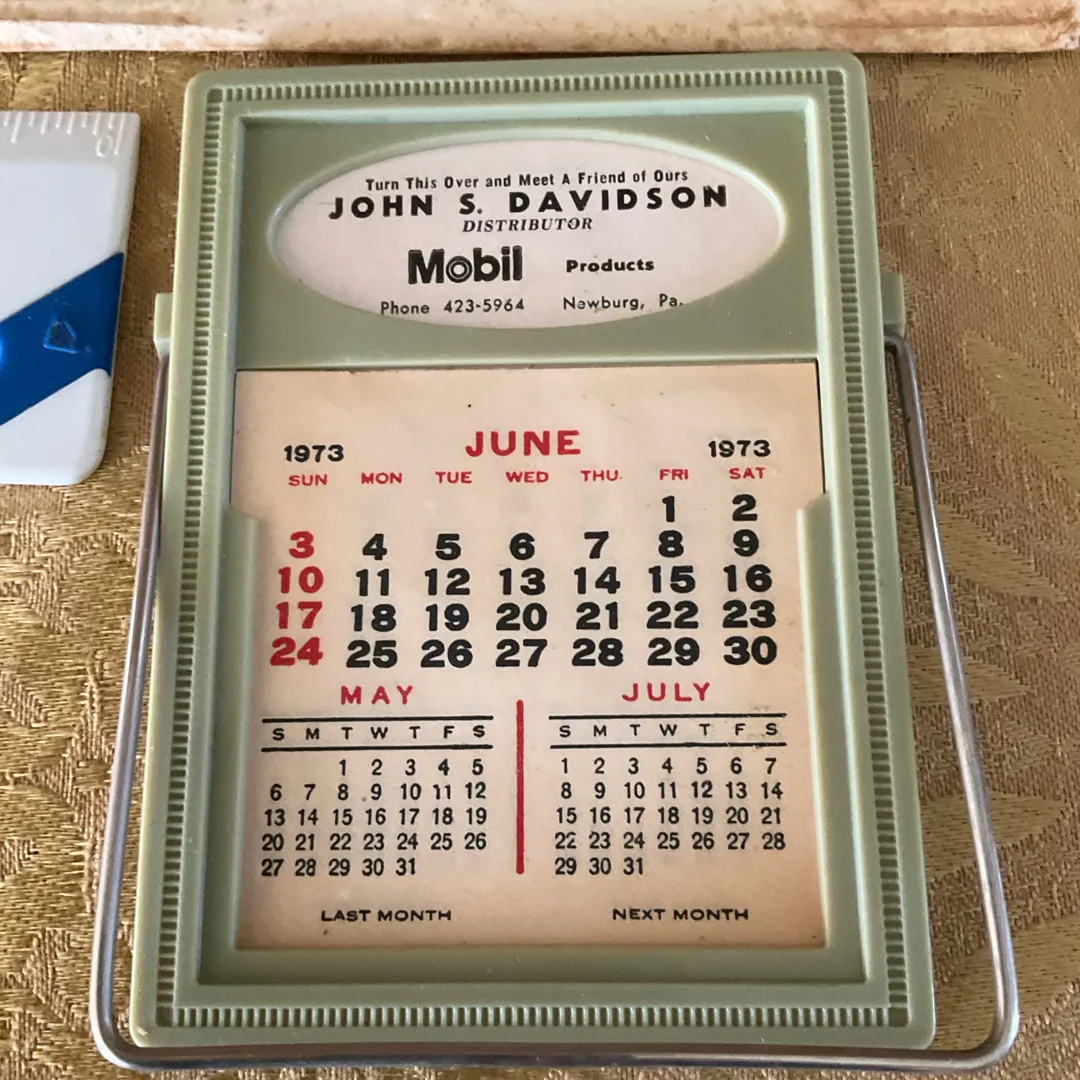 Turn This Over and Meet A Friend of Ours
JOHN S. DAVIDSON
DISTRIBUTOR
Mobil Products
Phone 423-5964 Newburg, Pa.
1973 JUNE 1973
SUN MON TUE WED THU. FRI SAT
1 2
3 4 5 6 7 8 9
10 11 12 13 14 15 16
17 18 19 20 21 22 23
24 25 26 27 28 29 30
MAY
S M T W T F S
1 2 3 4 5
6 7 8 9 10 11 12
13 14 15 16 17 18 19
20 21 22 23 24 25 26
27 28 29 30 31
LAST MONTH
JULY
S M T W T F S
1 2 3 4 5 6 7
8 9 10 11 12 13 14
15 16 17 18 19 20 21
22 23 24 25 26 27 28
29 30 31
NEXT MONTH